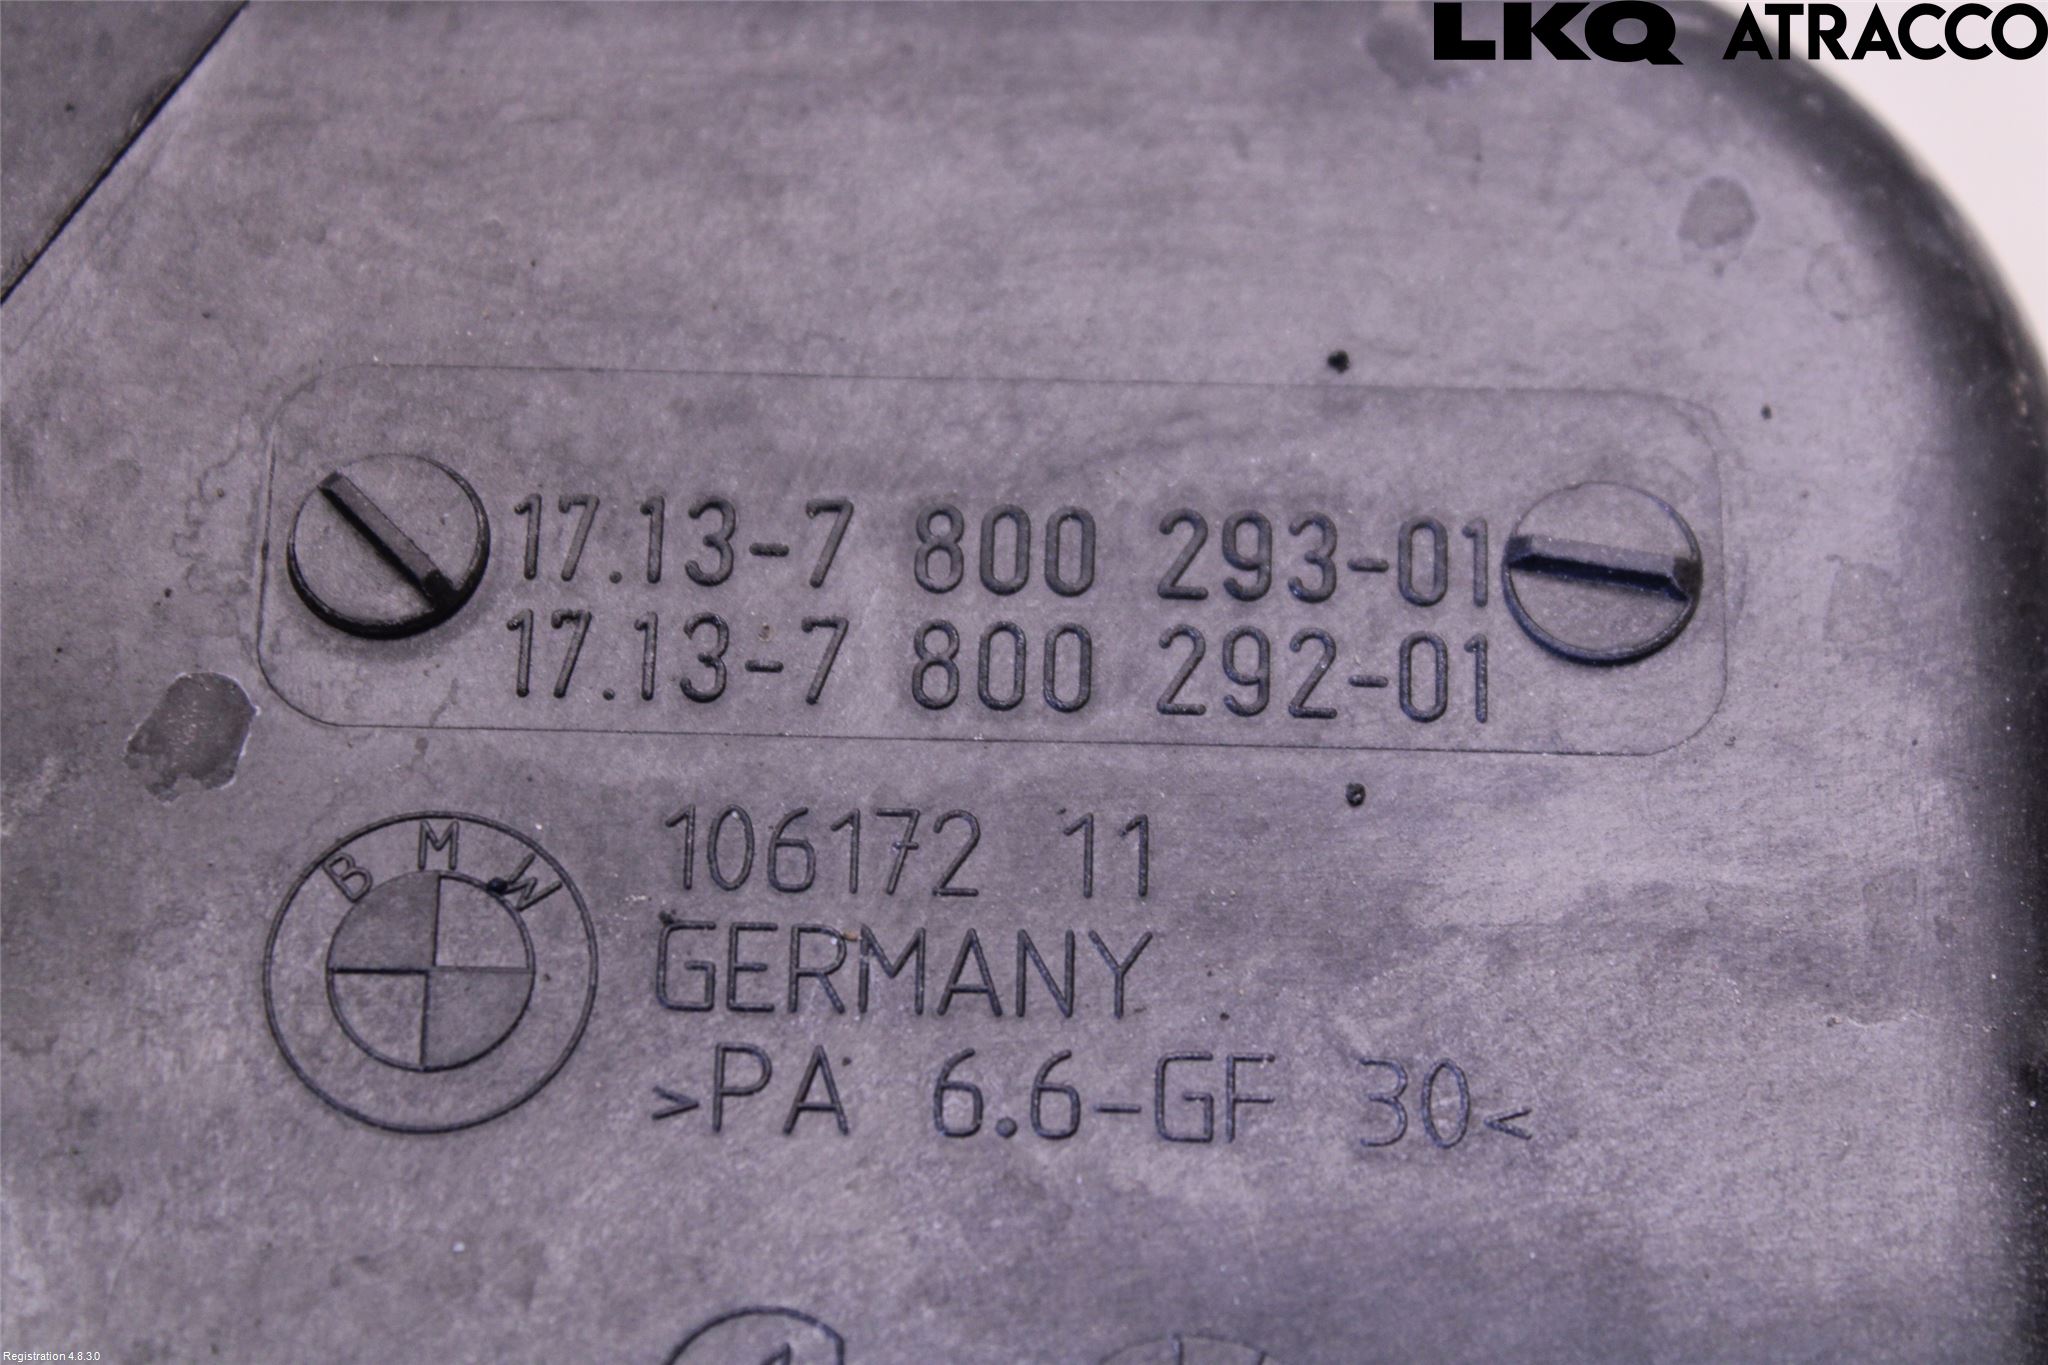 LKQ ATRACCO
17.13-7 800 293-01
17.13-7 800 292-01
BMW
106172 11
GERMANY
>PA 6.6-GF 30<
Registration 4.8.3.0